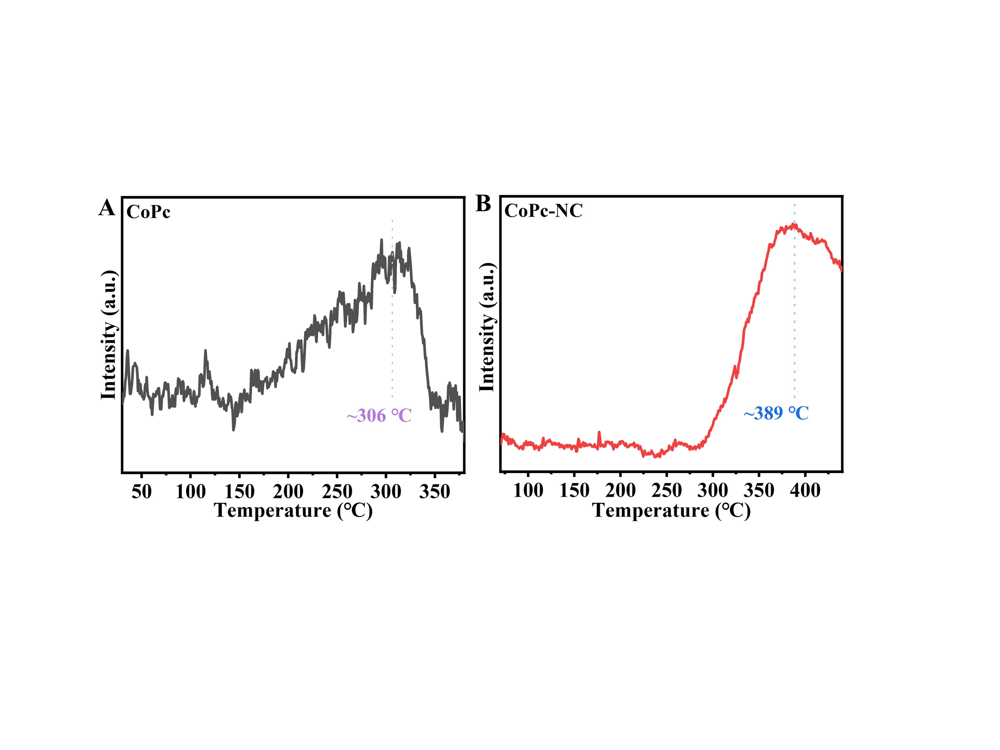 A
CoPc
Intensity (a.u.)
~306 °C
50 100 150 200 250 300 350
Temperature (°C)
B
CoPc-NC
Intensity (a.u.)
~389 °C
100 150 200 250 300 350 400
Temperature (°C)